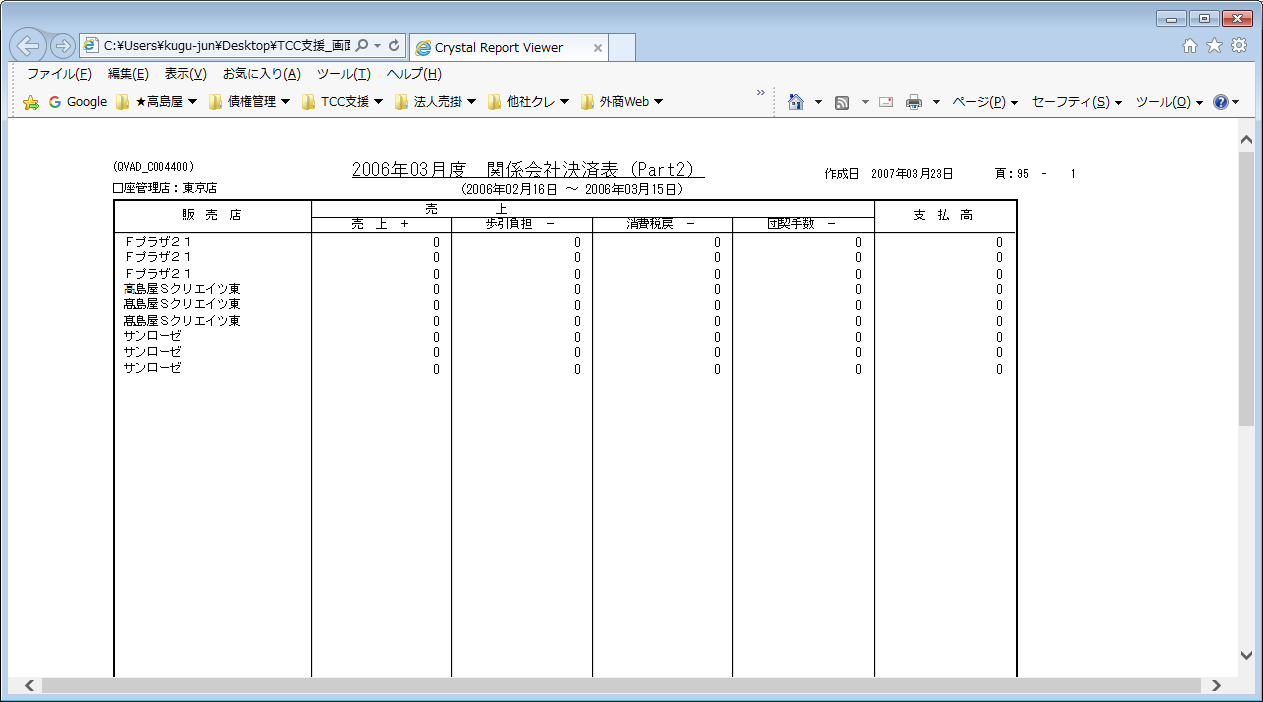 C:¥Users¥kugu-jun¥Desktop¥TCC支援_画面
Crystal Report Viewer
ファイル(F) 編集(E) 表示(V) お気に入り(A) ツール(T) ヘルプ(H)
Google ★高島屋 債権管理 TCC支援 法人売掛 他社クレ 外商Web » ページ(P) セーフティ(S) ツール(O)
(QVAD_C004400)
2006年03月度 関係会社決済表 (Part2)
作成日 2007年03月23日 頁:95 - 1
口座管理店:東京店
(2006年02月16日 ～ 2006年03月15日)
販 売 店 売 上 支 払 高
売 上 + 歩引負担 － 消費税戻 － 団契手数 －
Ｆプラザ２１ 0 0 0 0 0
Ｆプラザ２１ 0 0 0 0 0
Ｆプラザ２１ 0 0 0 0 0
高島屋Ｓクリエイツ東 0 0 0 0 0
高島屋Ｓクリエイツ東 0 0 0 0 0
高島屋Ｓクリエイツ東 0 0 0 0 0
サンローゼ 0 0 0 0 0
サンローゼ 0 0 0 0 0
サンローゼ 0 0 0 0 0